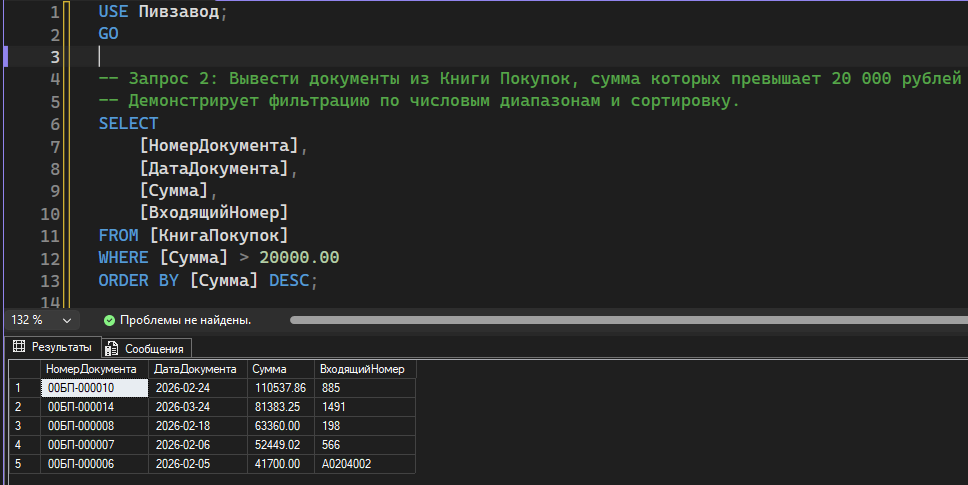 1 USE Пивзавод;
2 GO
3
4 -- Запрос 2: Вывести документы из Книги Покупок, сумма которых превышает 20 000 рублей
5 -- Демонстрирует фильтрацию по числовым диапазонам и сортировку.
6 SELECT
7 [НомерДокумента],
8 [ДатаДокумента],
9 [Сумма],
10 [ВходящийНомер]
11 FROM [КнигаПокупок]
12 WHERE [Сумма] > 20000.00
13 ORDER BY [Сумма] DESC;
14
132 % Проблемы не найдены.
Результаты Сообщения
НомерДокумента ДатаДокумента Сумма ВходящийНомер
1 00БП-000010 2026-02-24 110537.86 885
2 00БП-000014 2026-03-24 81383.25 1491
3 00БП-000008 2026-02-18 63360.00 198
4 00БП-000007 2026-02-06 52449.02 566
5 00БП-000006 2026-02-05 41700.00 A0204002